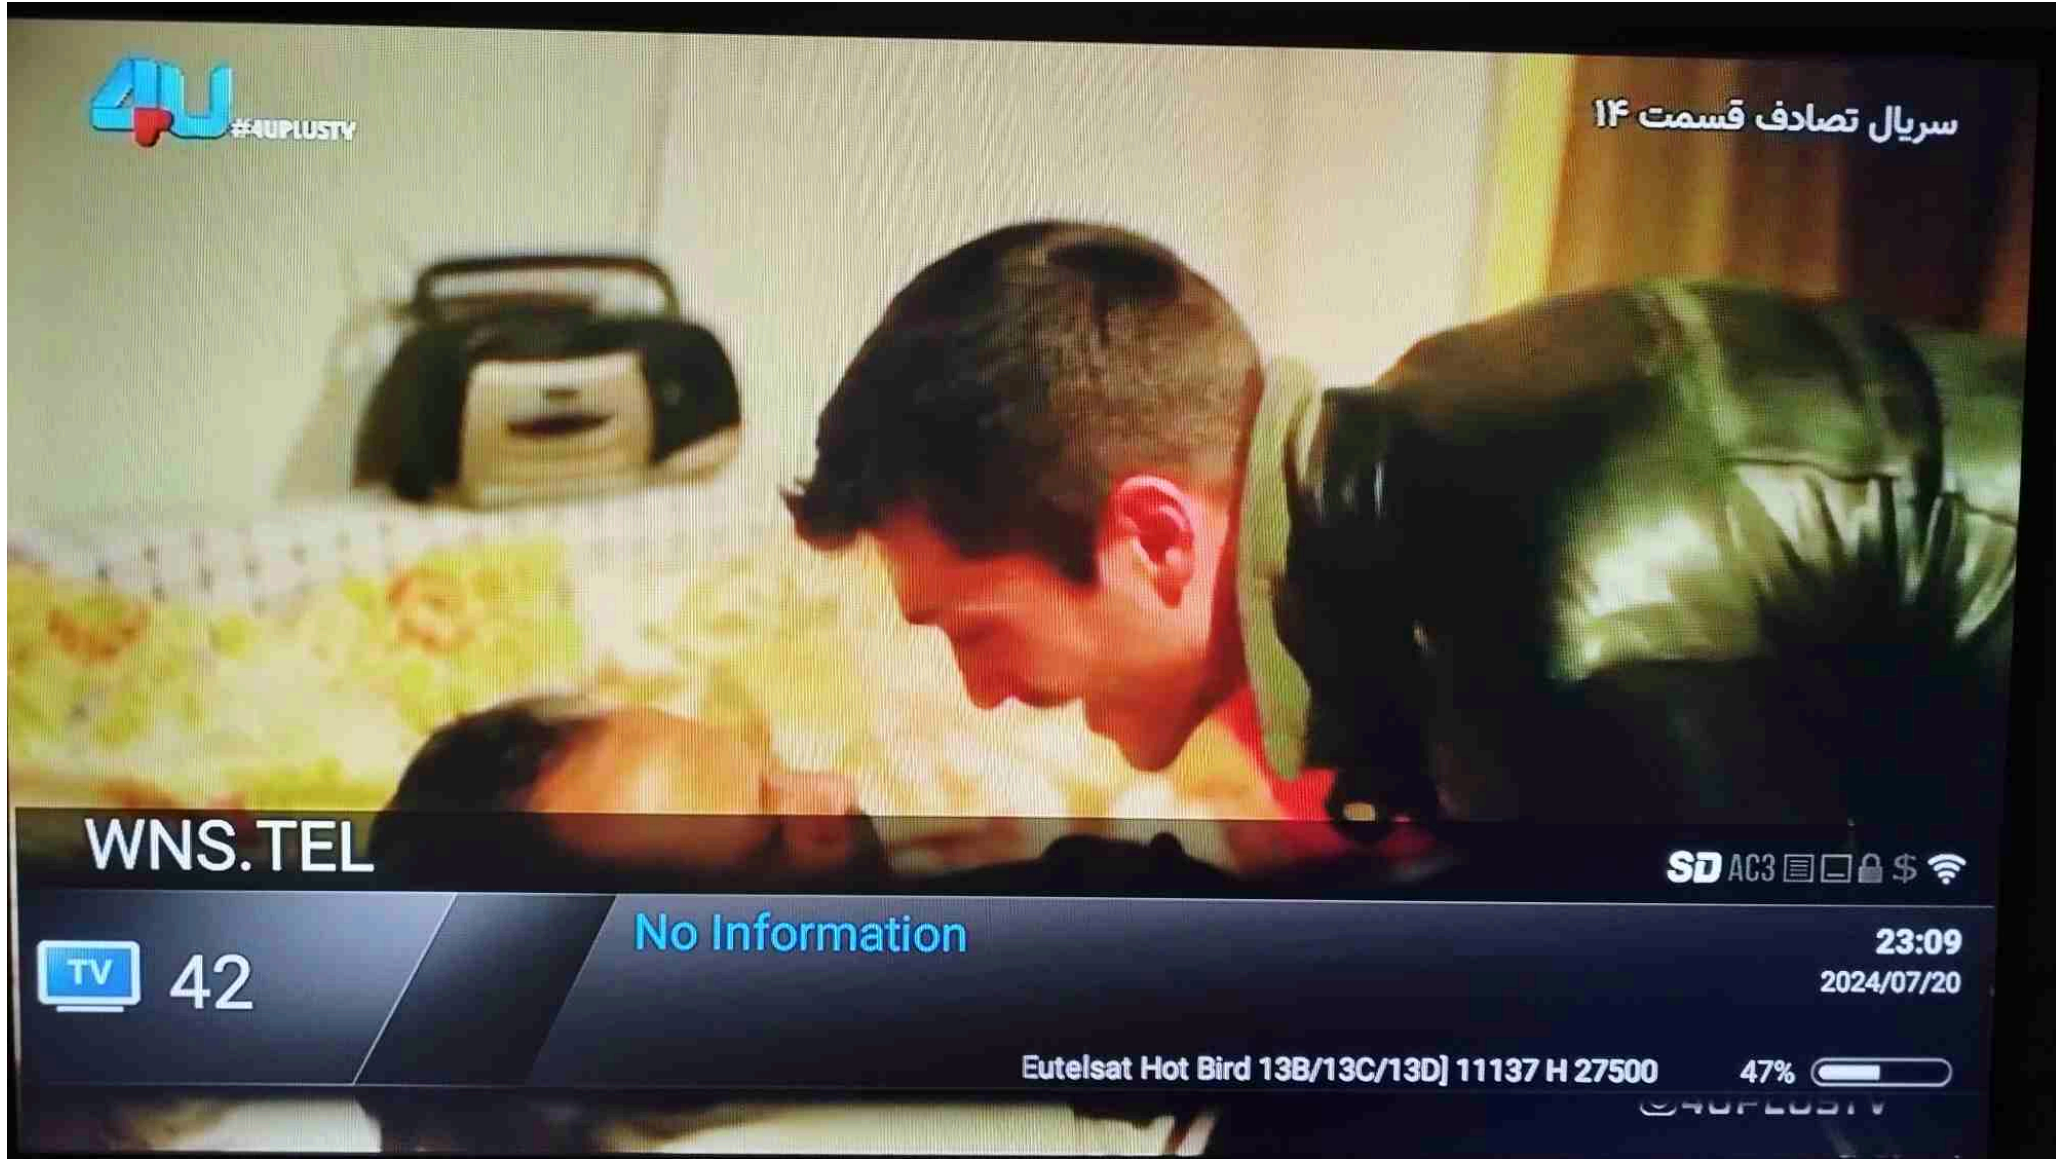 4U
#4UPLUSTV
سریال تصادف قسمت ۱۴
WNS.TEL
SD AC3 $
No Information
23:09
TV 42
2024/07/20
Eutelsat Hot Bird 13B/13C/13D] 11137 H 27500 47%
4UPLUSTV